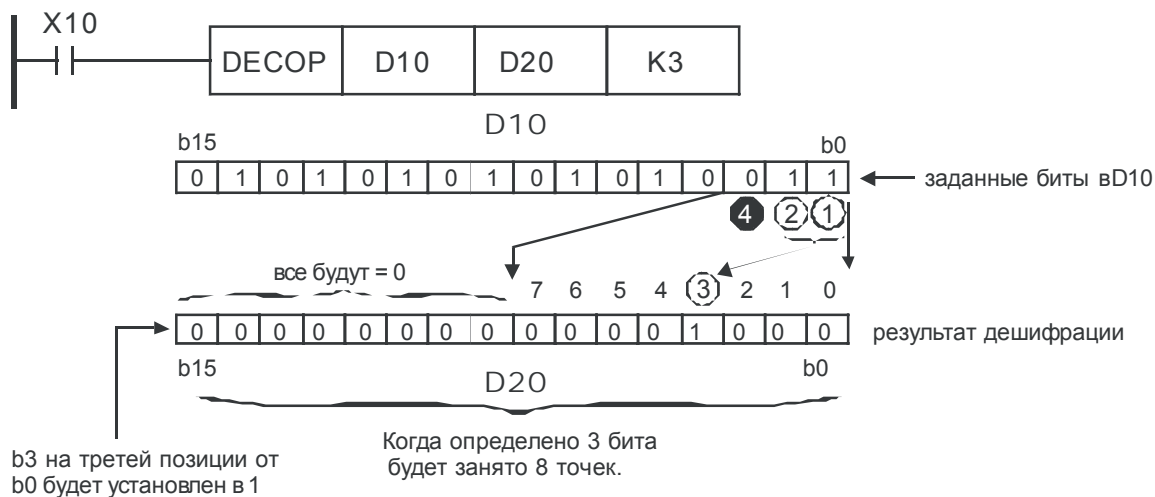 X10
DECOP D10 D20 K3
D10
b15 b0
0 1 0 1 0 1 0 1 0 1 0 1 0 0 1 1 заданные биты вD10
4 2 1
все будут = 0
7 6 5 4 3 2 1 0
0 0 0 0 0 0 0 0 0 0 0 0 1 0 0 0 результат дешифрации
b15 b0
D20
Когда определено 3 бита
будет занято 8 точек.
b3 на третей позиции от
b0 будет установлен в 1